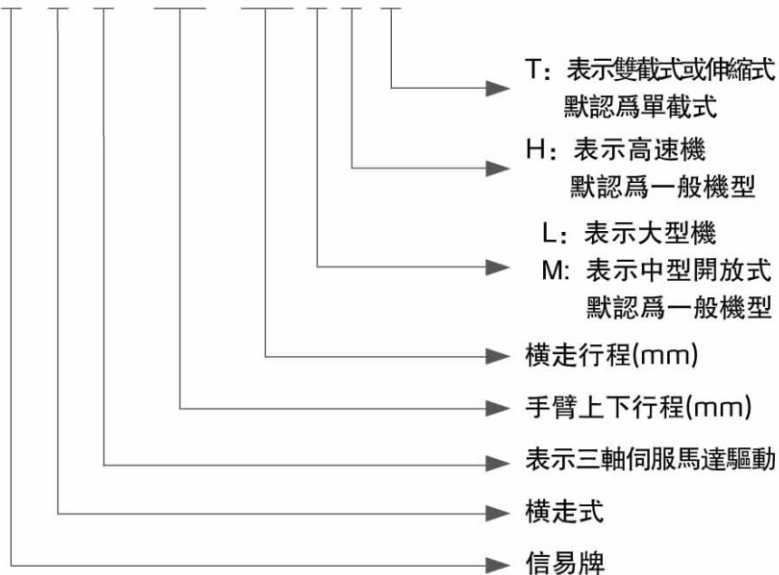 T: 表示雙截式或伸縮式
默認爲單截式
H: 表示高速機
默認爲一般機型
L: 表示大型機
M: 表示中型開放式
默認爲一般機型
橫走行程(mm)
手臂上下行程(mm)
表示三軸伺服馬達驅動
橫走式
信易牌